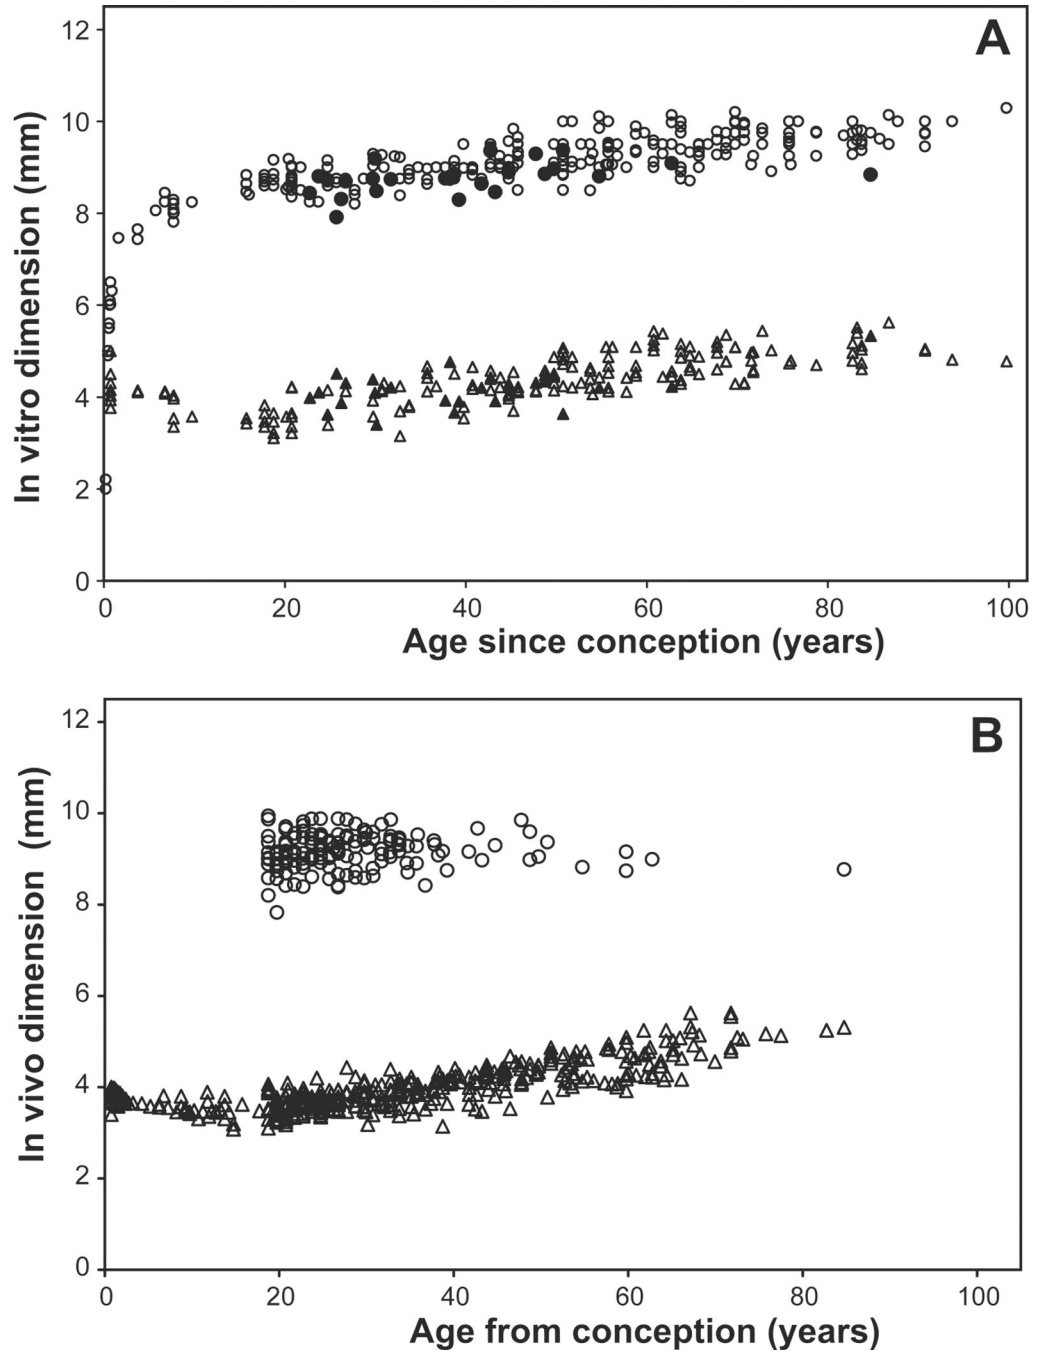 A
In vitro dimension (mm)
12
10
8
6
4
2
0
0 20 40 60 80 100
Age since conception (years)
B
In vivo dimension (mm)
12
10
8
6
4
2
0
0 20 40 60 80 100
Age from conception (years)